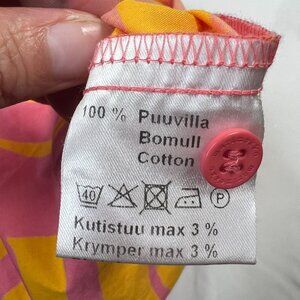 100 % Puuvilla
Bomull
Cotton
40 P
Kutistuu max 3 %
Krymper max 3 %